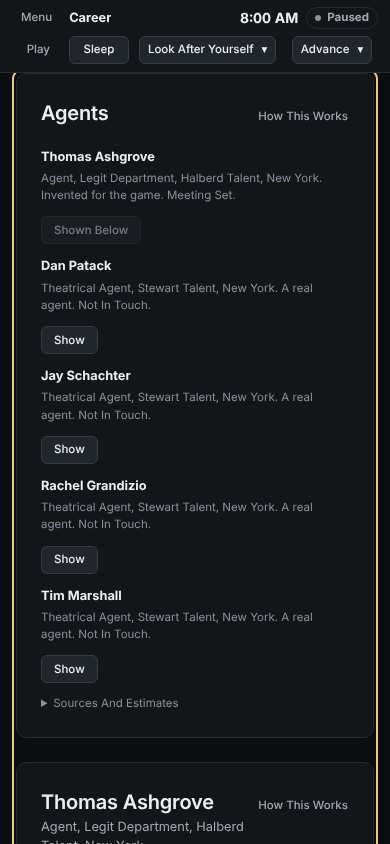 Menu Career 8:00 AM Paused
Play Sleep Look After Yourself ▾ Advance ▾
Agents How This Works
Thomas Ashgrove
Agent, Legit Department, Halberd Talent, New York.
Invented for the game. Meeting Set.
Shown Below
Dan Patack
Theatrical Agent, Stewart Talent, New York. A real
agent. Not In Touch.
Show
Jay Schachter
Theatrical Agent, Stewart Talent, New York. A real
agent. Not In Touch.
Show
Rachel Grandizio
Theatrical Agent, Stewart Talent, New York. A real
agent. Not In Touch.
Show
Tim Marshall
Theatrical Agent, Stewart Talent, New York. A real
agent. Not In Touch.
Show
Sources And Estimates
Thomas Ashgrove How This Works
Agent, Legit Department, Halberd
Talent, New York